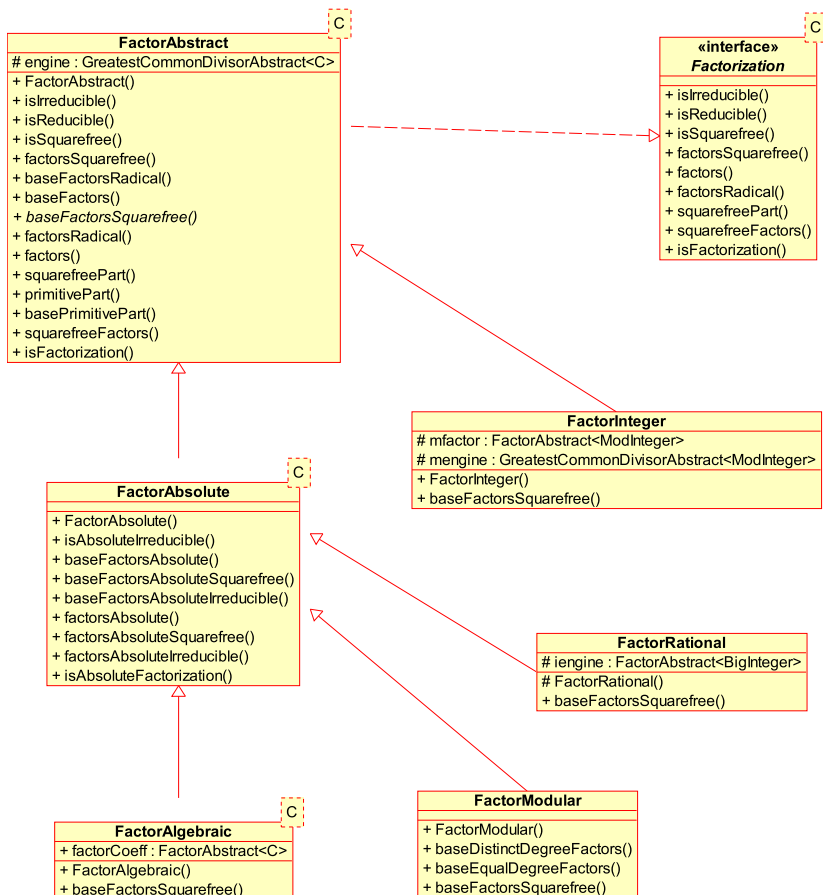 C
FactorAbstract
# engine : GreatestCommonDivisorAbstract<C>
+ FactorAbstract()
+ isIrreducible()
+ isReducible()
+ isSquarefree()
+ factorsSquarefree()
+ baseFactorsRadical()
+ baseFactors()
+ baseFactorsSquarefree()
+ factorsRadical()
+ factors()
+ squarefreePart()
+ primitivePart()
+ basePrimitivePart()
+ squarefreeFactors()
+ isFactorization()
C
«interface»
Factorization
+ isIrreducible()
+ isReducible()
+ isSquarefree()
+ factorsSquarefree()
+ factors()
+ factorsRadical()
+ squarefreePart()
+ squarefreeFactors()
+ isFactorization()
FactorInteger
# mfactor : FactorAbstract<ModInteger>
# mengine : GreatestCommonDivisorAbstract<ModInteger>
+ FactorInteger()
+ baseFactorsSquarefree()
C
FactorAbsolute
+ FactorAbsolute()
+ isAbsoluteIrreducible()
+ baseFactorsAbsolute()
+ baseFactorsAbsoluteSquarefree()
+ baseFactorsAbsoluteIrreducible()
+ factorsAbsolute()
+ factorsAbsoluteSquarefree()
+ factorsAbsoluteIrreducible()
+ isAbsoluteFactorization()
FactorRational
# iengine : FactorAbstract<BigInteger>
# FactorRational()
+ baseFactorsSquarefree()
C
FactorAlgebraic
+ factorCoeff : FactorAbstract<C>
+ FactorAlgebraic()
+ baseFactorsSquarefree()
FactorModular
+ FactorModular()
+ baseDistinctDegreeFactors()
+ baseEqualDegreeFactors()
+ baseFactorsSquarefree()